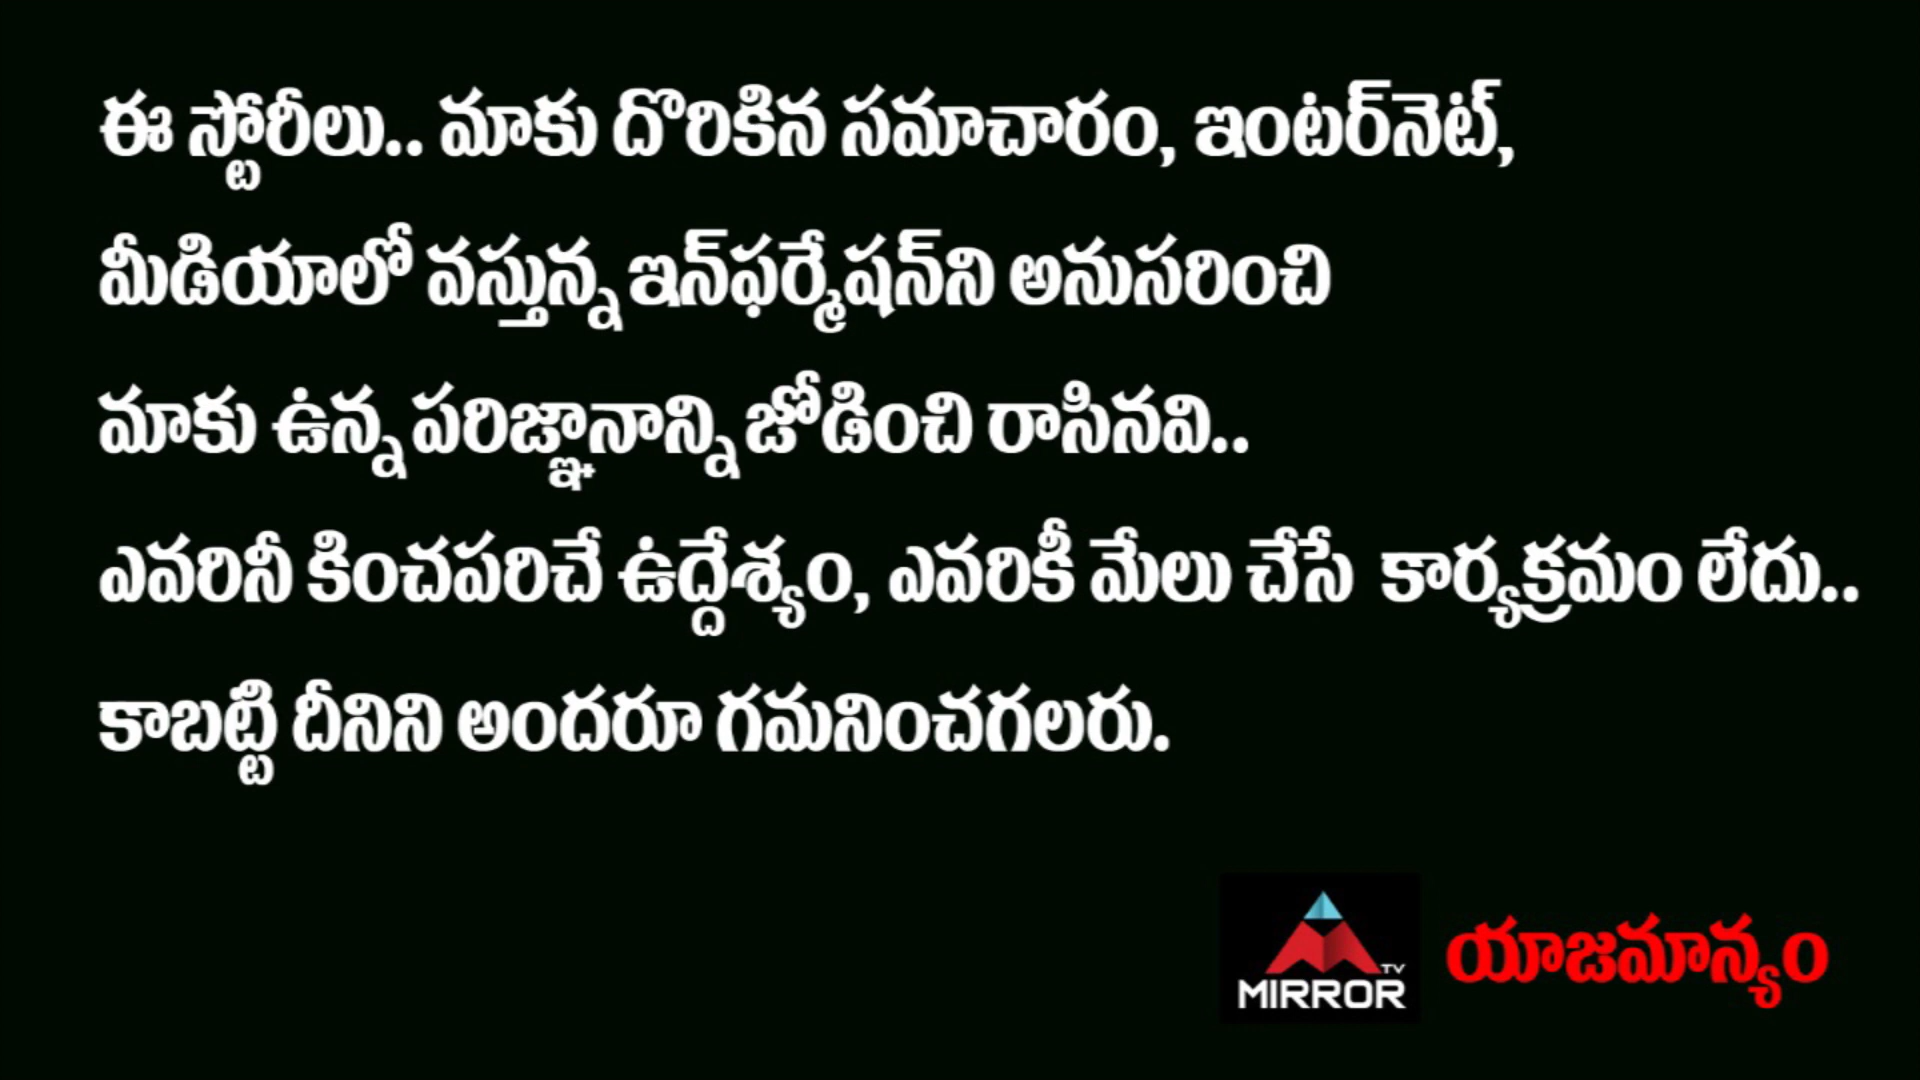 ఈ స్టోరీలు.. మాకు దొరికిన సమాచారం, ఇంటర్‌నెట్,
మీడియాలో వస్తున్న ఇన్‌ఫర్మేషన్‌ని అనుసరించి
మాకు ఉన్న పరిజ్ఞానాన్ని జోడించి రాసినవి..
ఎవరినీ కించపరిచే ఉద్దేశ్యం, ఎవరికీ మేలు చేసే కార్యక్రమం లేదు..
కాబట్టి దీనిని అందరూ గమనించగలరు.
TV
MIRROR
యాజమాన్యం